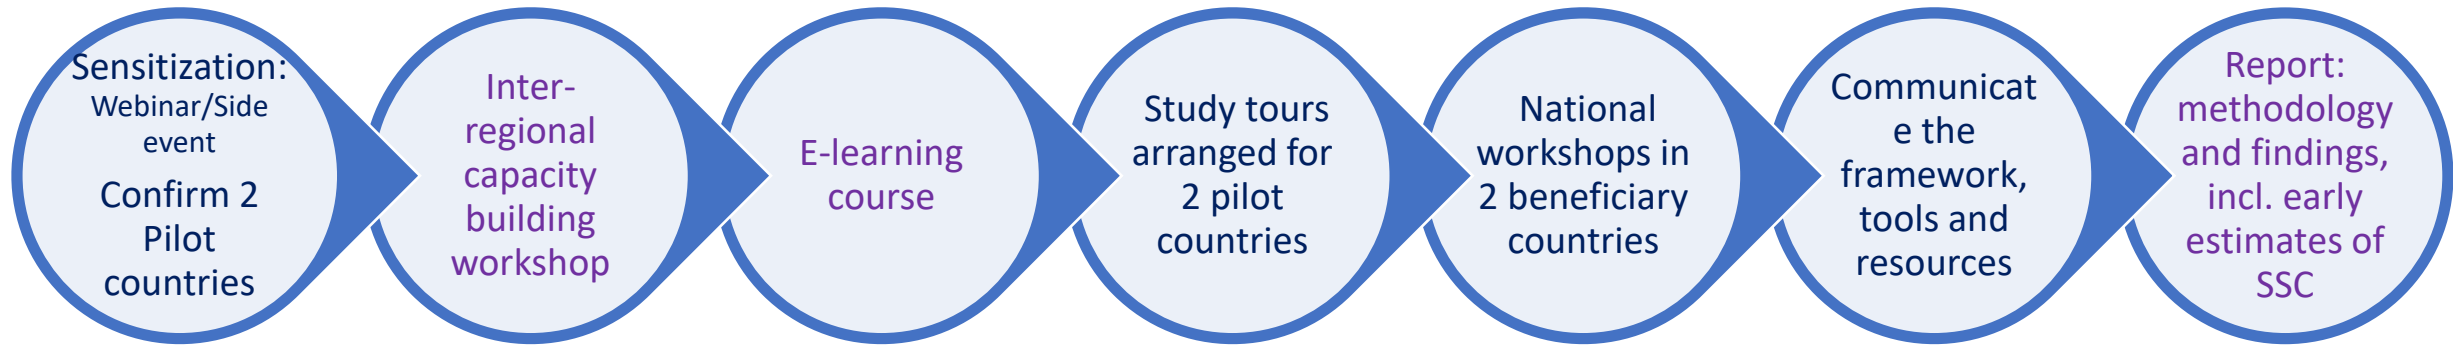 Sensitization:
Webinar/Side
event
Confirm 2
Pilot
countries
Inter-
regional
capacity
building
workshop
E-learning
course
Study tours
arranged for
2 pilot
countries
National
workshops in
2 beneficiary
countries
Communicat
e the
framework,
tools and
resources
Report:
methodology
and findings,
incl. early
estimates of
SSC